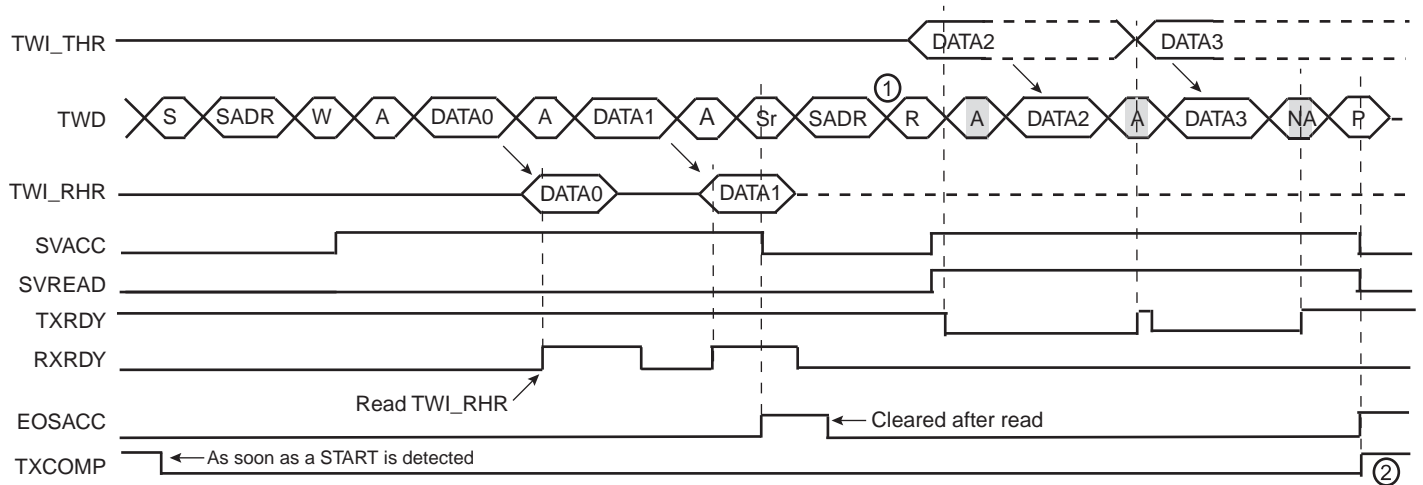 TWI_THR DATA2 DATA3
①
TWD S SADR W A DATA0 A DATA1 A Sr SADR R A DATA2 A DATA3 NA P
TWI_RHR DATA0 DATA1
SVACC
SVREAD
TXRDY
RXRDY
Read TWI_RHR
EOSACC Cleared after read
As soon as a START is detected
TXCOMP ②